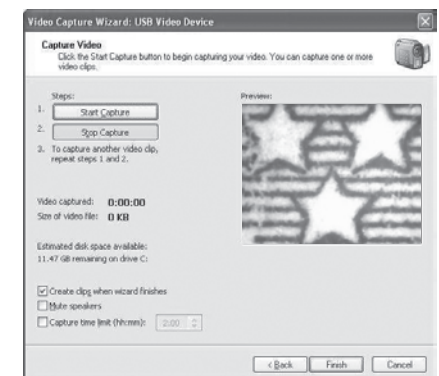 Video Capture Wizard: USB Video Device
Capture Video
Click the Start Capture button to begin capturing your video. You can capture one or more
video clips.
Steps:
1. Start Capture
2. Stop Capture
3. To capture another video clip,
repeat steps 1 and 2.
Preview:
Video captured: 0:00:00
Size of video file: 0 KB
Estimated disk space available:
11.47 GB remaining on drive C:
Create clips when wizard finishes
Mute speakers
Capture time limit (hh:mm): 2:00
< Back Finish Cancel